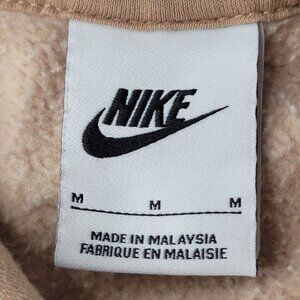 NIKE
M M M
MADE IN MALAYSIA
FABRIQUE EN MALAISIE